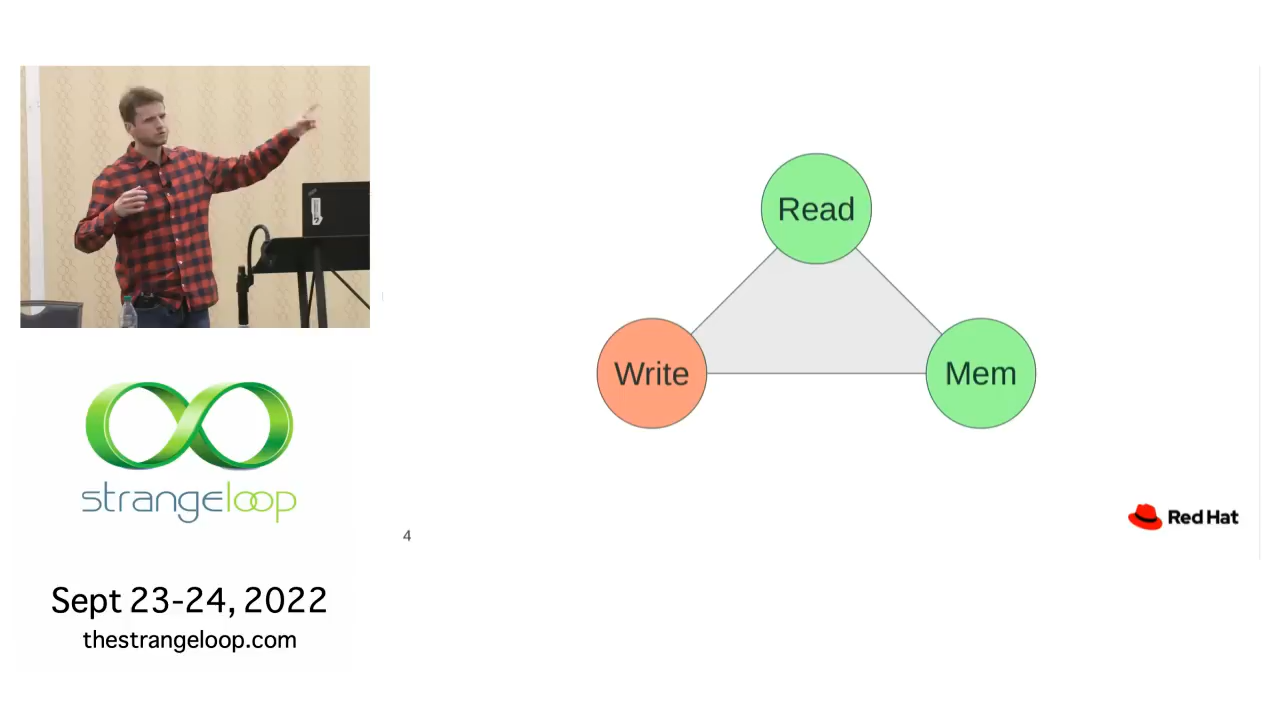 Read
Write
Mem
Red Hat
4
strangeloop
Sept 23-24, 2022
thestrangeloop.com